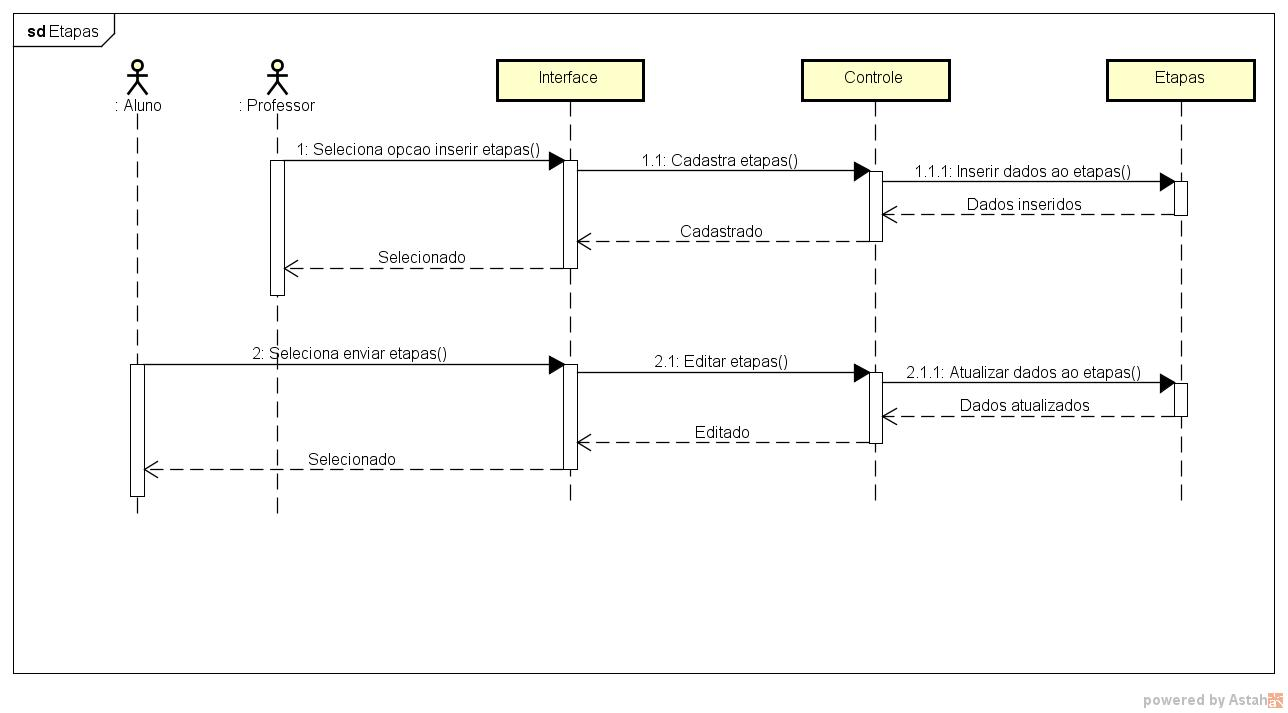 sd Etapas
: Aluno
: Professor
Interface
Controle
Etapas
1: Seleciona opcao inserir etapas()
1.1: Cadastra etapas()
1.1.1: Inserir dados ao etapas()
Dados inseridos
Cadastrado
Selecionado
2: Seleciona enviar etapas()
2.1: Editar etapas()
2.1.1: Atualizar dados ao etapas()
Dados atualizados
Editado
Selecionado
powered by Astah